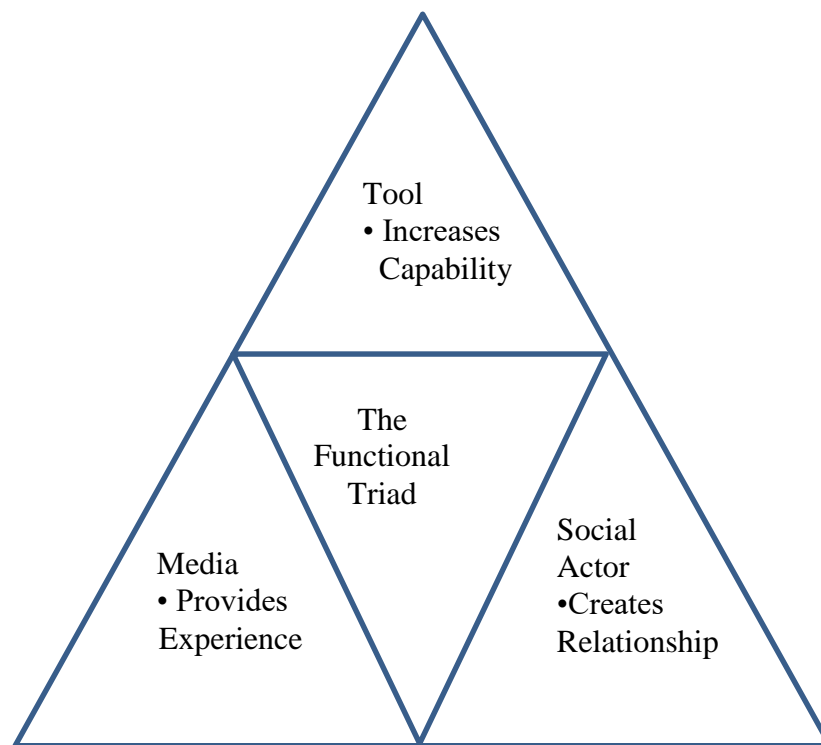 Tool
• Increases
Capability
The
Functional
Triad
Media
• Provides
Experience
Social
Actor
•Creates
Relationship